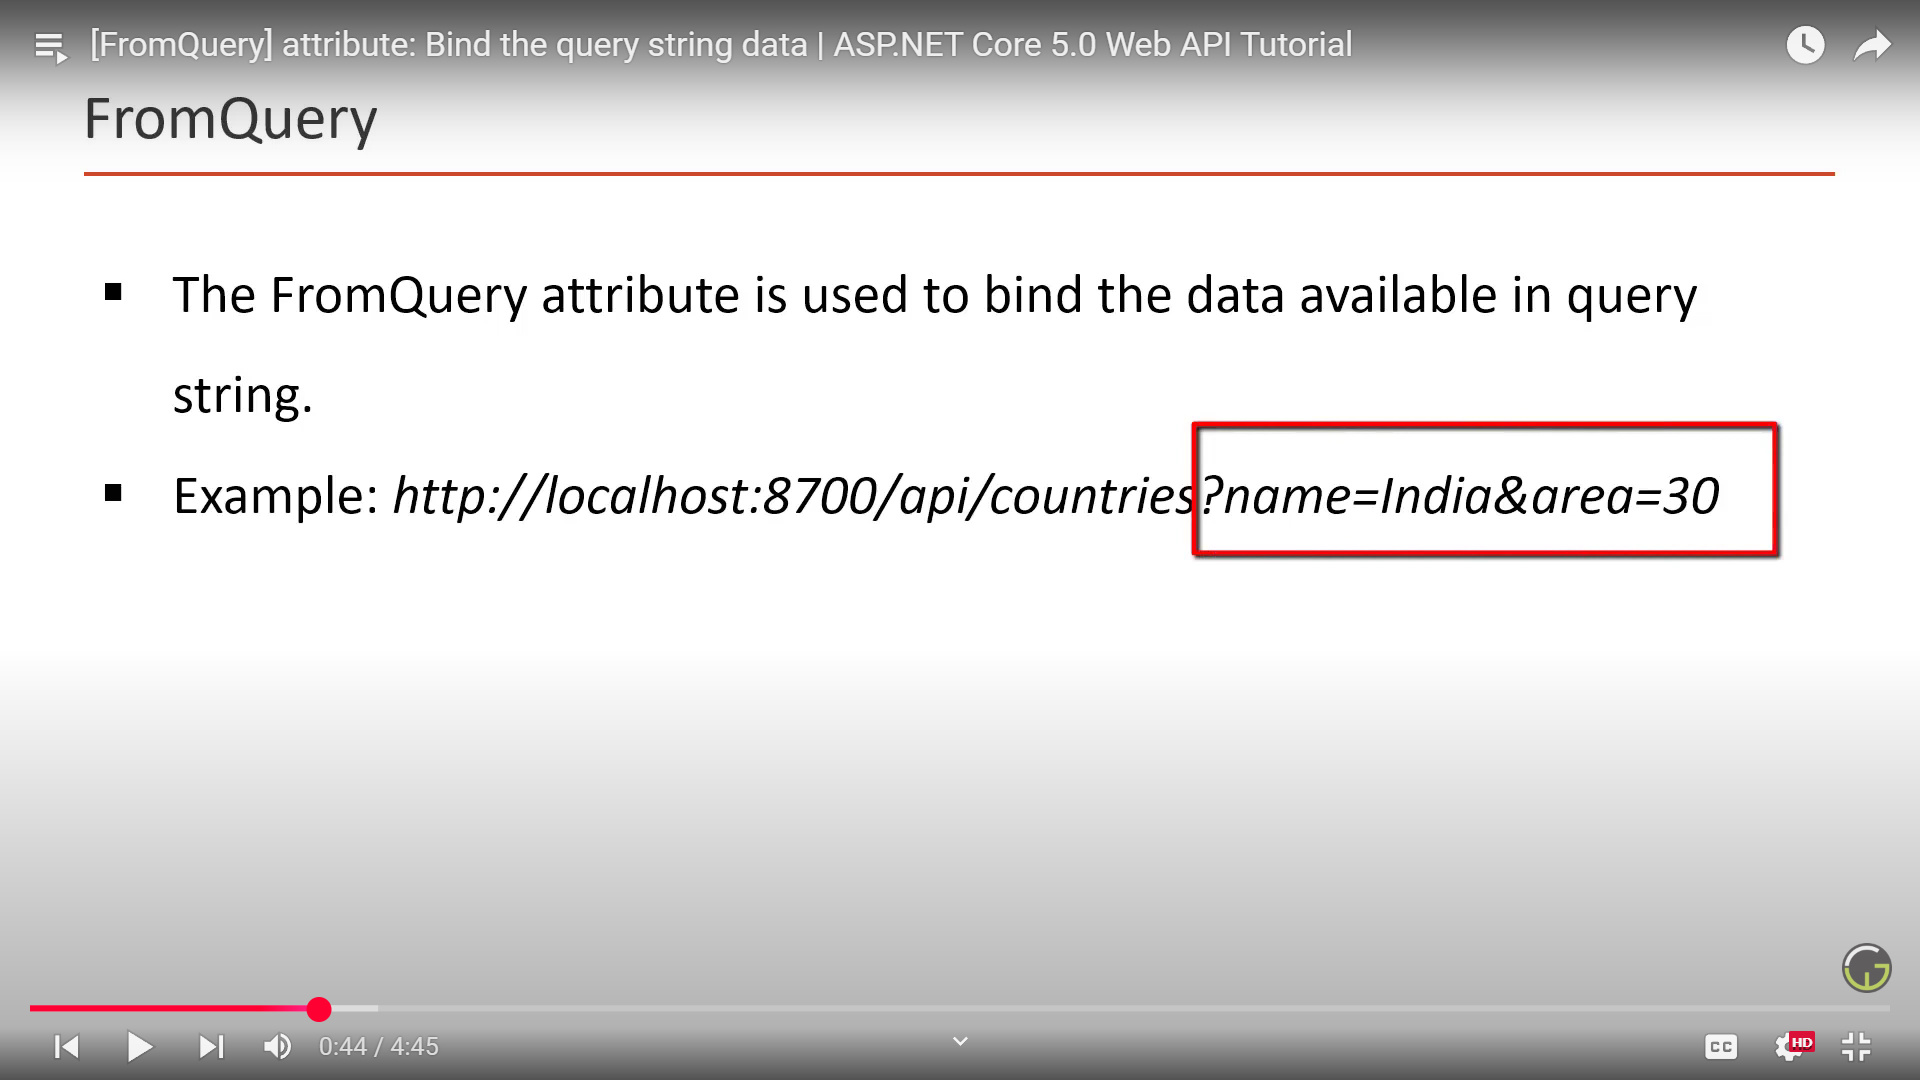 [FromQuery] attribute: Bind the query string data | ASP.NET Core 5.0 Web API Tutorial
FromQuery
▪ The FromQuery attribute is used to bind the data available in query
string.
▪ Example: http://localhost:8700/api/countries?name=India&area=30
0:44 / 4:45
CC
HD